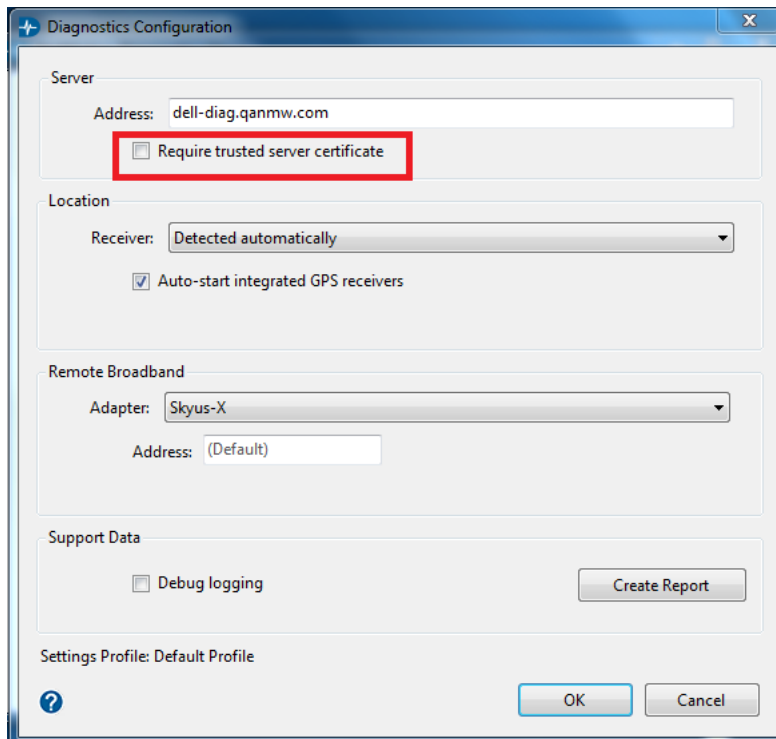 Diagnostics Configuration
x
Server
Address: dell-diag.qanmw.com
Require trusted server certificate
Location
Receiver: Detected automatically
Auto-start integrated GPS receivers
Remote Broadband
Adapter: Skyus-X
Address: (Default)
Support Data
Debug logging Create Report
Settings Profile: Default Profile
? OK Cancel